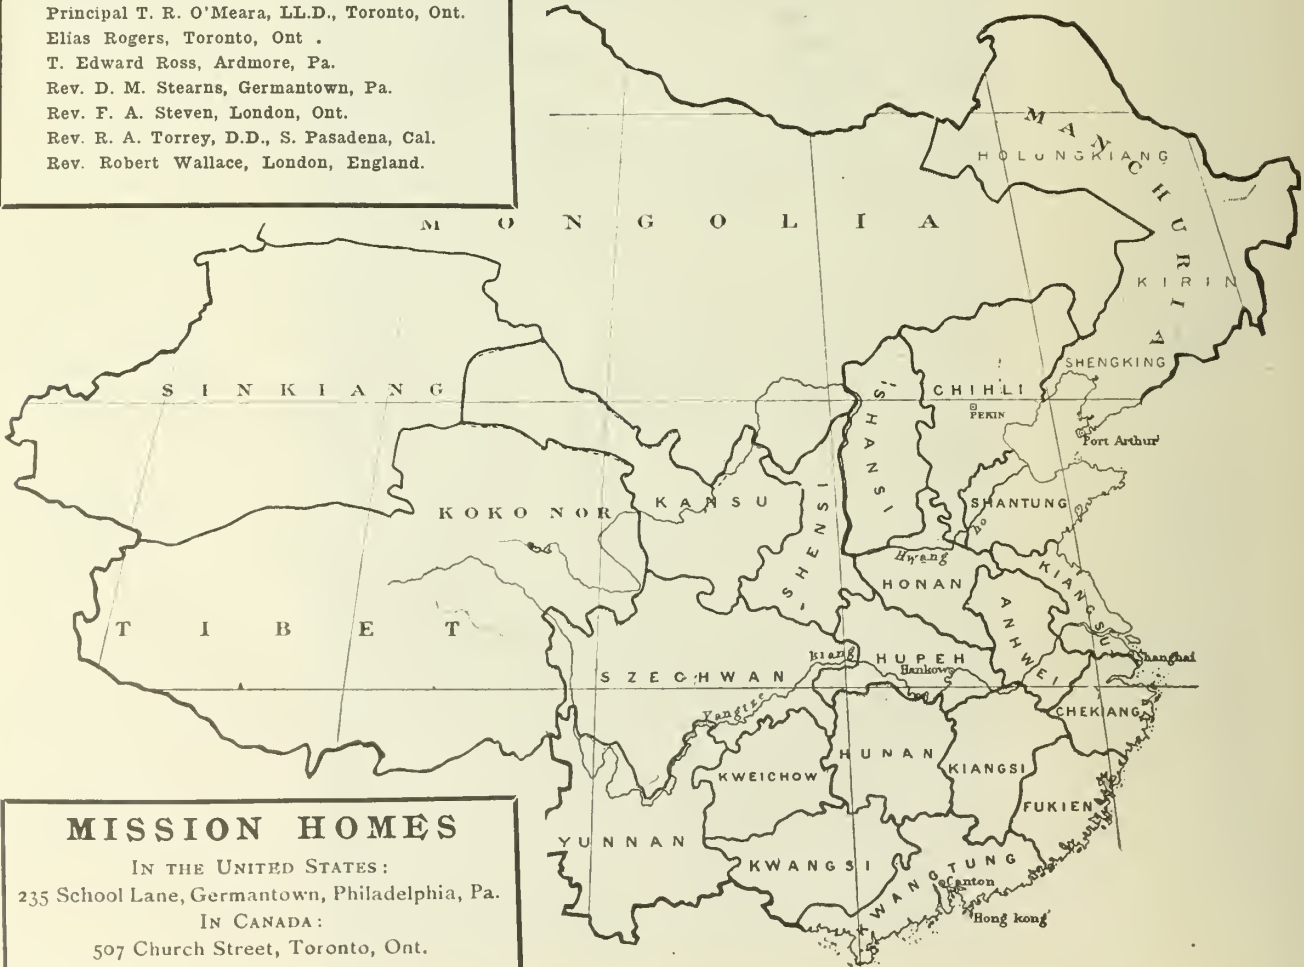 Principal T. R. O'Meara, LL.D., Toronto, Ont.
Elias Rogers, Toronto, Ont .
T. Edward Ross, Ardmore, Pa.
Rev. D. M. Stearns, Germantown, Pa.
Rev. F. A. Steven, London, Ont.
Rev. R. A. Torrey, D.D., S. Pasadena, Cal.
Rev. Robert Wallace, London, England.
MANCHURIA
HOLUNGKIANG
MONGOLIA
KIRIN
SHENGKING
SINKIANG
CHIHLI
PEKIN
SHANSI
Port Arthur
KOKO NOR
KANSU
SHENSI
SHANTUNG
Hwang
ho
HONAN
KIANGSU
ANHWEI
TIBET
SZECHWAN
Kiang
HUPEH
Hankow
Shanghai
Yangtze
CHEKIANG
HUNAN
KWEICHOW
KIANGSI
FUKIEN
YUNNAN
KWANGSI
KWANGTUNG
Canton
Hong kong
MISSION HOMES
IN THE UNITED STATES:
235 School Lane, Germantown, Philadelphia, Pa.
IN CANADA:
507 Church Street, Toronto, Ont.